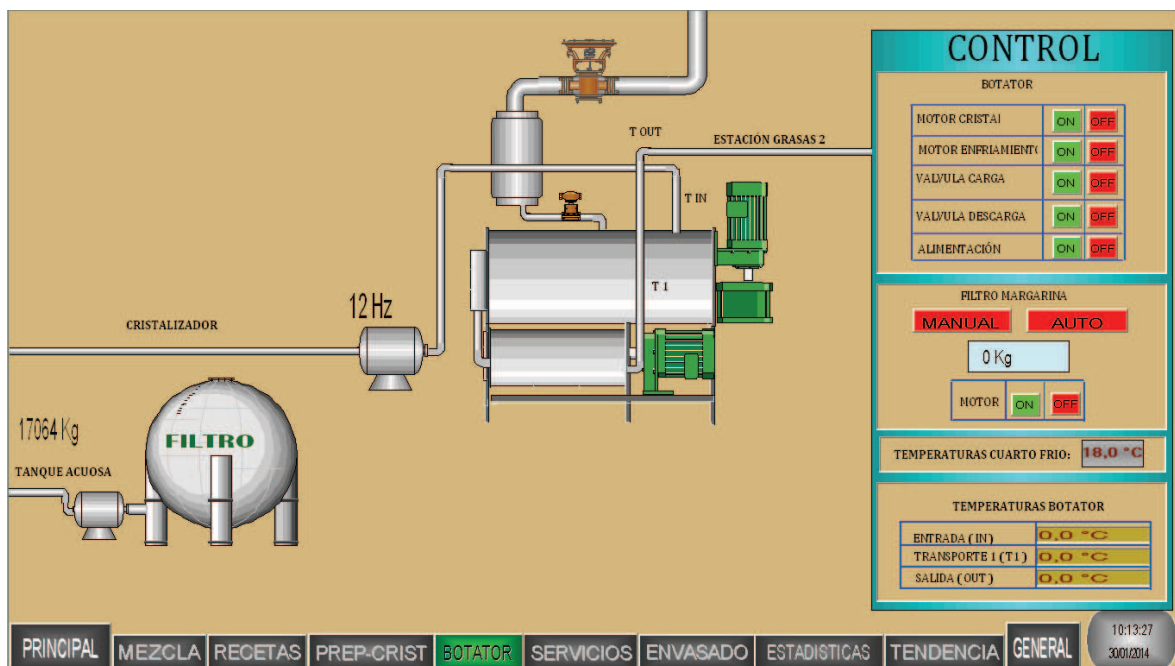 CONTROL
BOTATOR
MOTOR CRISTAI ON OFF
MOTOR ENFRIAMIENTO ON OFF
VALVULA CARGA ON OFF
VALVULA DESCARGA ON OFF
ALIMENTACIÓN ON OFF
FILTRO MARGARINA
MANUAL AUTO
0 Kg
MOTOR ON OFF
TEMPERATURAS CUARTO FRIO: 18,0 °C
TEMPERATURAS BOTATOR
ENTRADA (IN) 0,0 °C
TRANSPORTE 1 (T1) 0,0 °C
SALIDA (OUT) 0,0 °C
T OUT
ESTACIÓN GRASAS 2
T IN
T 1
12 Hz
CRISTALIZADOR
17064 Kg
FILTRO
TANQUE ACUOSA
PRINCIPAL MEZCLA RECETAS PREP-CRIST BOTATOR SERVICIOS ENVASADO ESTADISTICAS TENDENCIA GENERAL
10:13:27
30/01/2014